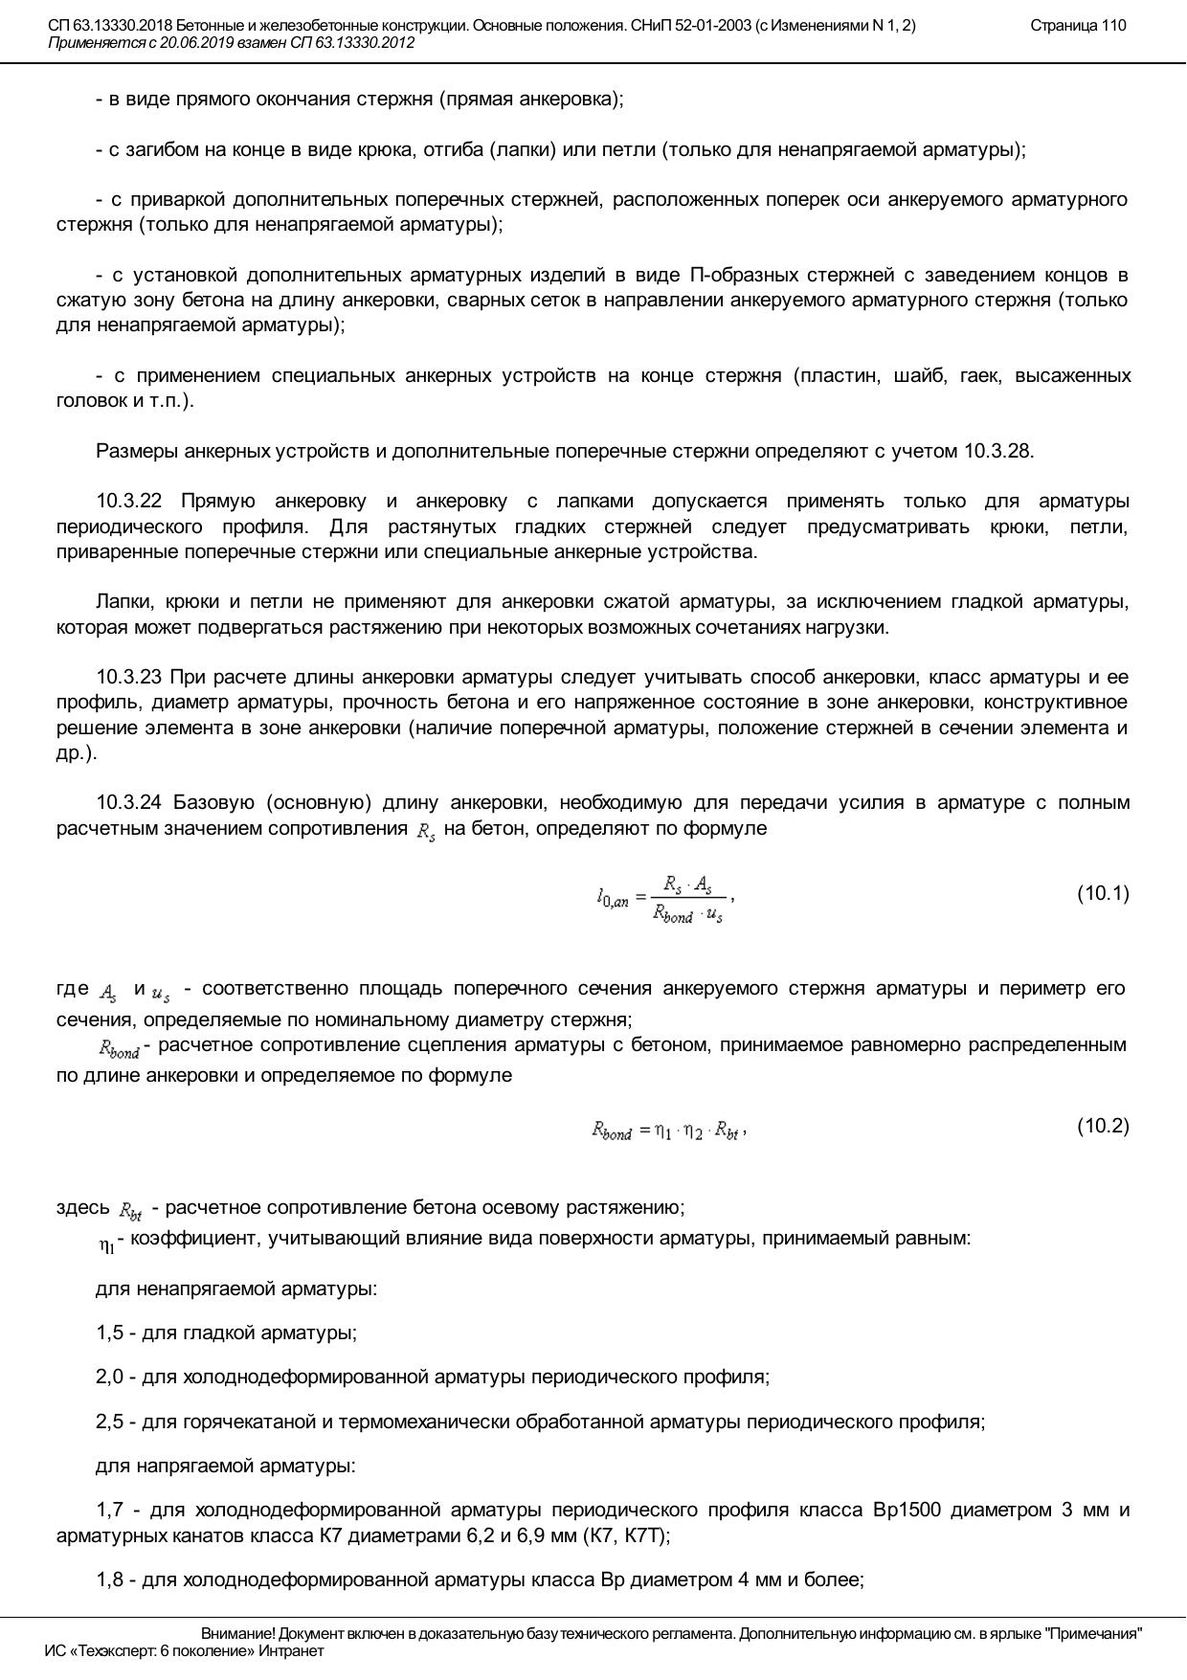 СП 63.13330.2018 Бетонные и железобетонные конструкции. Основные положения. СНиП 52-01-2003 (с Изменениями N 1, 2) Страница 110
Применяется с 20.06.2019 взамен СП 63.13330.2012
- в виде прямого окончания стержня (прямая анкеровка);
- с загибом на конце в виде крюка, отгиба (лапки) или петли (только для ненапрягаемой арматуры);
- с приваркой дополнительных поперечных стержней, расположенных поперек оси анкеруемого арматурного
стержня (только для ненапрягаемой арматуры);
- с установкой дополнительных арматурных изделий в виде П-образных стержней с заведением концов в
сжатую зону бетона на длину анкеровки, сварных сеток в направлении анкеруемого арматурного стержня (только
для ненапрягаемой арматуры);
- с применением специальных анкерных устройств на конце стержня (пластин, шайб, гаек, высаженных
головок и т.п.).
Размеры анкерных устройств и дополнительные поперечные стержни определяют с учетом 10.3.28.
10.3.22 Прямую анкеровку и анкеровку с лапками допускается применять только для арматуры
периодического профиля. Для растянутых гладких стержней следует предусматривать крюки, петли,
приваренные поперечные стержни или специальные анкерные устройства.
Лапки, крюки и петли не применяют для анкеровки сжатой арматуры, за исключением гладкой арматуры,
которая может подвергаться растяжению при некоторых возможных сочетаниях нагрузки.
10.3.23 При расчете длины анкеровки арматуры следует учитывать способ анкеровки, класс арматуры и ее
профиль, диаметр арматуры, прочность бетона и его напряженное состояние в зоне анкеровки, конструктивное
решение элемента в зоне анкеровки (наличие поперечной арматуры, положение стержней в сечении элемента и
др.).
10.3.24 Базовую (основную) длину анкеровки, необходимую для передачи усилия в арматуре с полным
расчетным значением сопротивления R_s на бетон, определяют по формуле
l_{0,an} = \frac{R_s · A_s}{R_{bond} · u_s}, (10.1)
где A_s и u_s - соответственно площадь поперечного сечения анкеруемого стержня арматуры и периметр его
сечения, определяемые по номинальному диаметру стержня;
R_{bond} - расчетное сопротивление сцепления арматуры с бетоном, принимаемое равномерно распределенным
по длине анкеровки и определяемое по формуле
R_{bond} = η_1 · η_2 · R_{bt}, (10.2)
здесь R_{bt} - расчетное сопротивление бетона осевому растяжению;
η_1 - коэффициент, учитывающий влияние вида поверхности арматуры, принимаемый равным:
для ненапрягаемой арматуры:
1,5 - для гладкой арматуры;
2,0 - для холоднодеформированной арматуры периодического профиля;
2,5 - для горячекатаной и термомеханически обработанной арматуры периодического профиля;
для напрягаемой арматуры:
1,7 - для холоднодеформированной арматуры периодического профиля класса Вр1500 диаметром 3 мм и
арматурных канатов класса К7 диаметрами 6,2 и 6,9 мм (К7, К7Т);
1,8 - для холоднодеформированной арматуры класса Вр диаметром 4 мм и более;
Внимание! Документ включен в доказательную базу технического регламента. Дополнительную информацию см. в ярлыке "Примечания"
ИС «Техэксперт: 6 поколение» Интранет